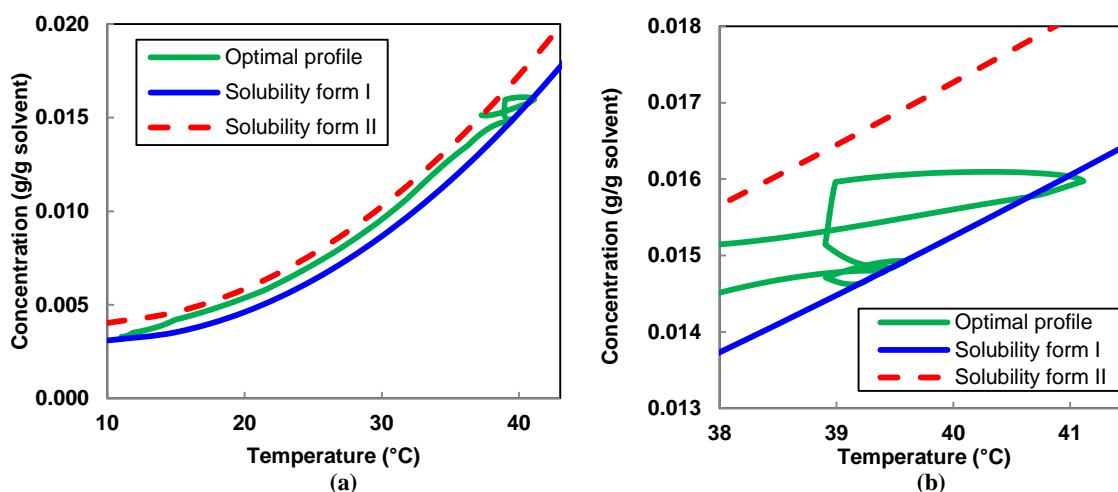 0.020
0.015
0.010
0.005
0.000
Concentration (g/g solvent)
Optimal profile
Solubility form I
Solubility form II
10
20
30
40
Temperature (°C)
(a)
0.018
0.017
0.016
0.015
0.014
0.013
Concentration (g/g solvent)
Optimal profile
Solubility form I
Solubility form II
38
39
40
41
Temperature (°C)
(b)